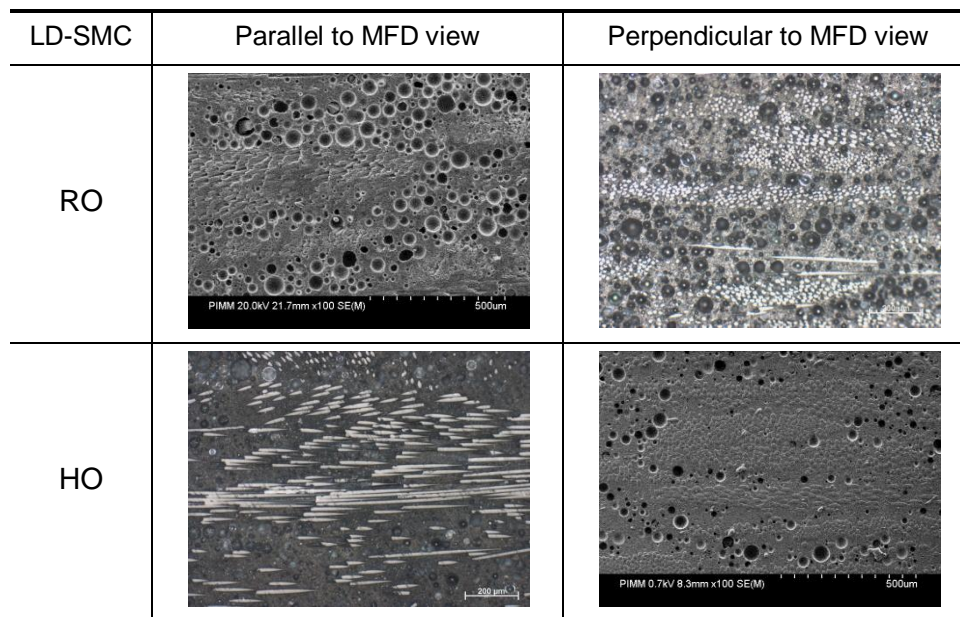 LD-SMC Parallel to MFD view Perpendicular to MFD view
RO
PIMM 20.0kV 21.7mm x100 SE(M) 500um
HO
200 µm
PIMM 0.7kV 8.3mm x100 SE(M) 500um